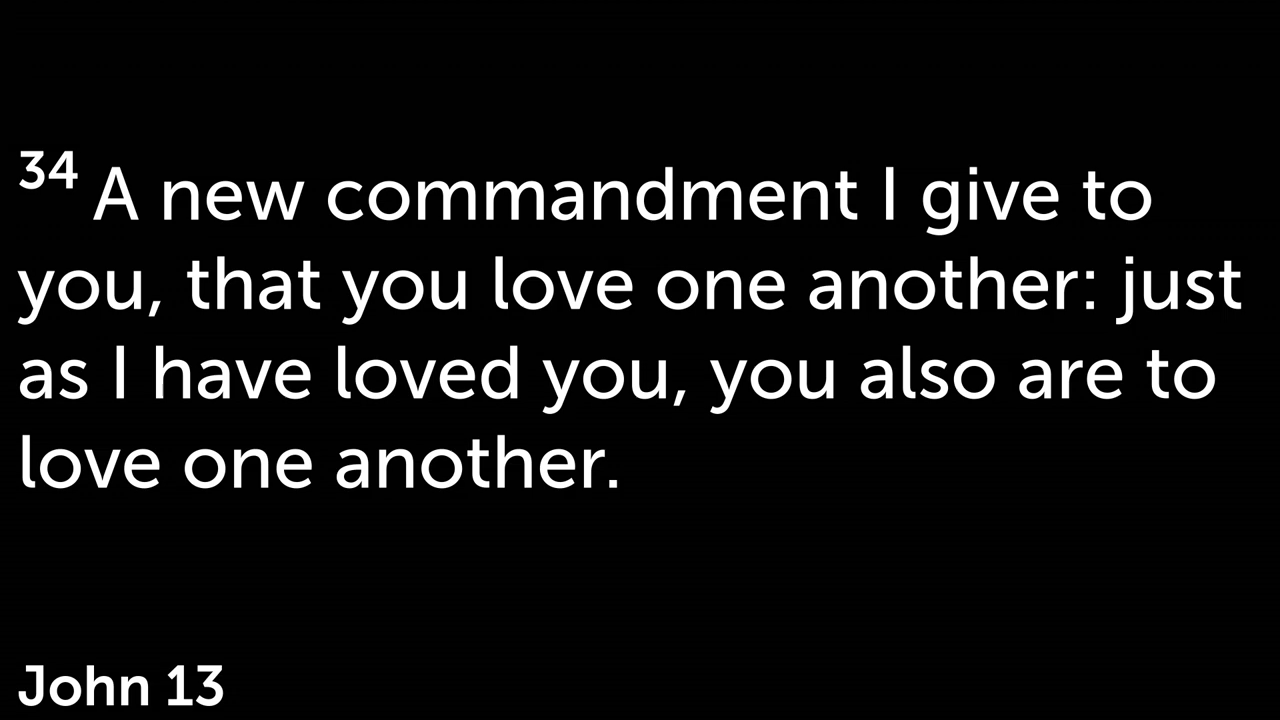 34 A new commandment I give to
you, that you love one another: just
as I have loved you, you also are to
love one another.
John 13